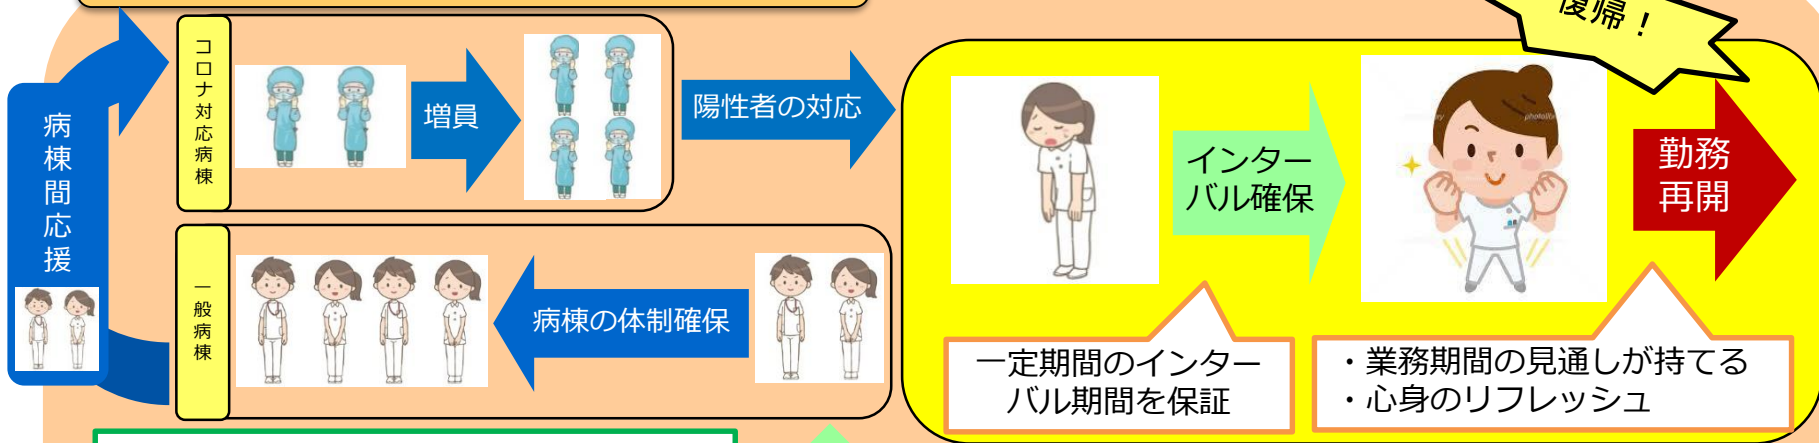 復帰！
コロナ対応病棟
増員
陽性者の対応
病棟間応援
インター
バル確保
勤務
再開
一般病棟
病棟の体制確保
一定期間のインター
バル期間を保証
・業務期間の見通しが持てる
・心身のリフレッシュ